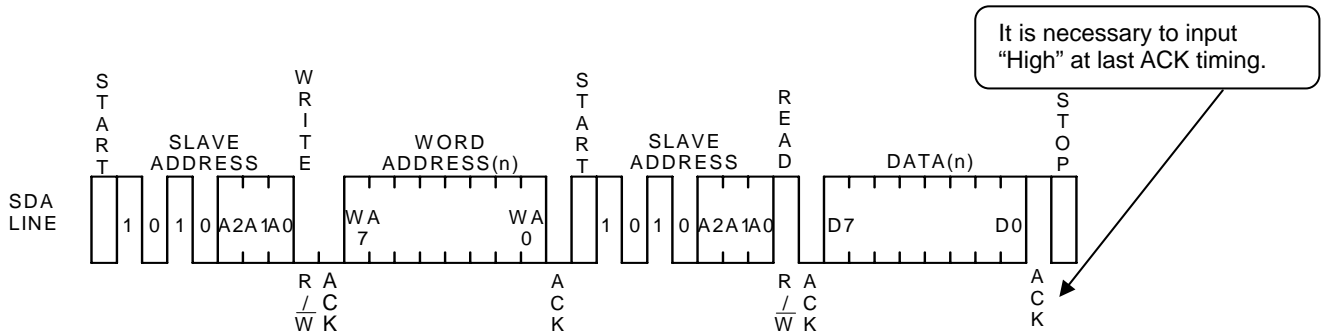 It is necessary to input
“High” at last ACK timing.
START
WRITE
START
READ
STOP
SLAVE
ADDRESS
WORD
ADDRESS(n)
SLAVE
ADDRESS
DATA(n)
SDA
LINE
1 0 1 0 A2 A1 A0
WA
7
WA
0
1 0 1 0 A2 A1 A0
D7 D0
R/W
ACK
ACK
R/W
ACK
ACK